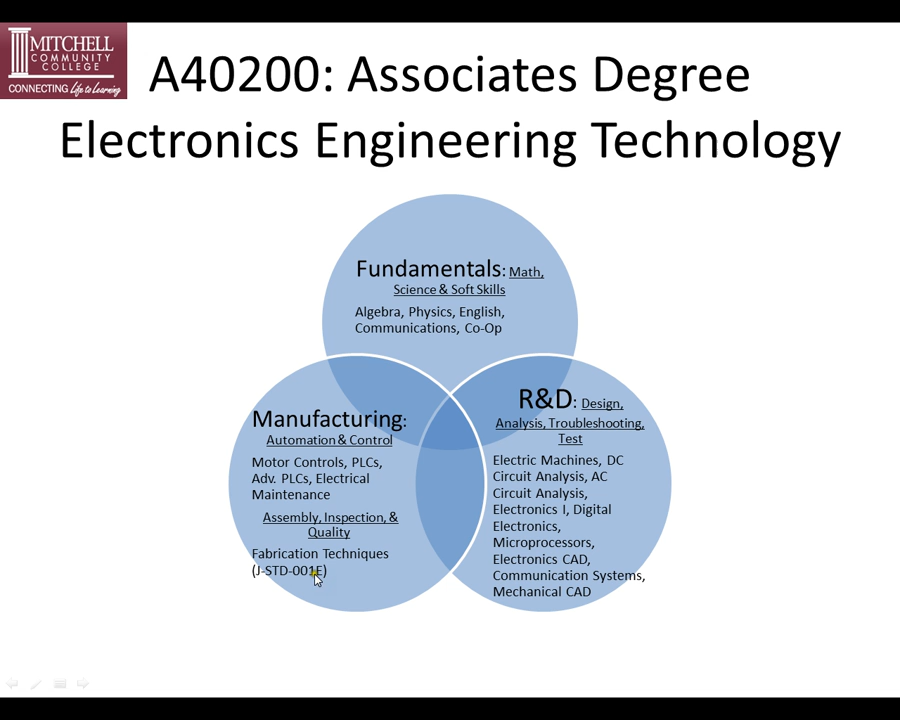 MITCHELL
COMMUNITY
COLLEGE
CONNECTING Life to Learning
A40200: Associates Degree
Electronics Engineering Technology
Fundamentals: Math,
Science & Soft Skills
Algebra, Physics, English,
Communications, Co-Op
Manufacturing:
Automation & Control
Motor Controls, PLCs,
Adv. PLCs, Electrical
Maintenance
Assembly, Inspection, &
Quality
Fabrication Techniques
(J-STD-001E)
R&D: Design,
Analysis, Troubleshooting,
Test
Electric Machines, DC
Circuit Analysis, AC
Circuit Analysis,
Electronics I, Digital
Electronics,
Microprocessors,
Electronics CAD,
Communication Systems,
Mechanical CAD